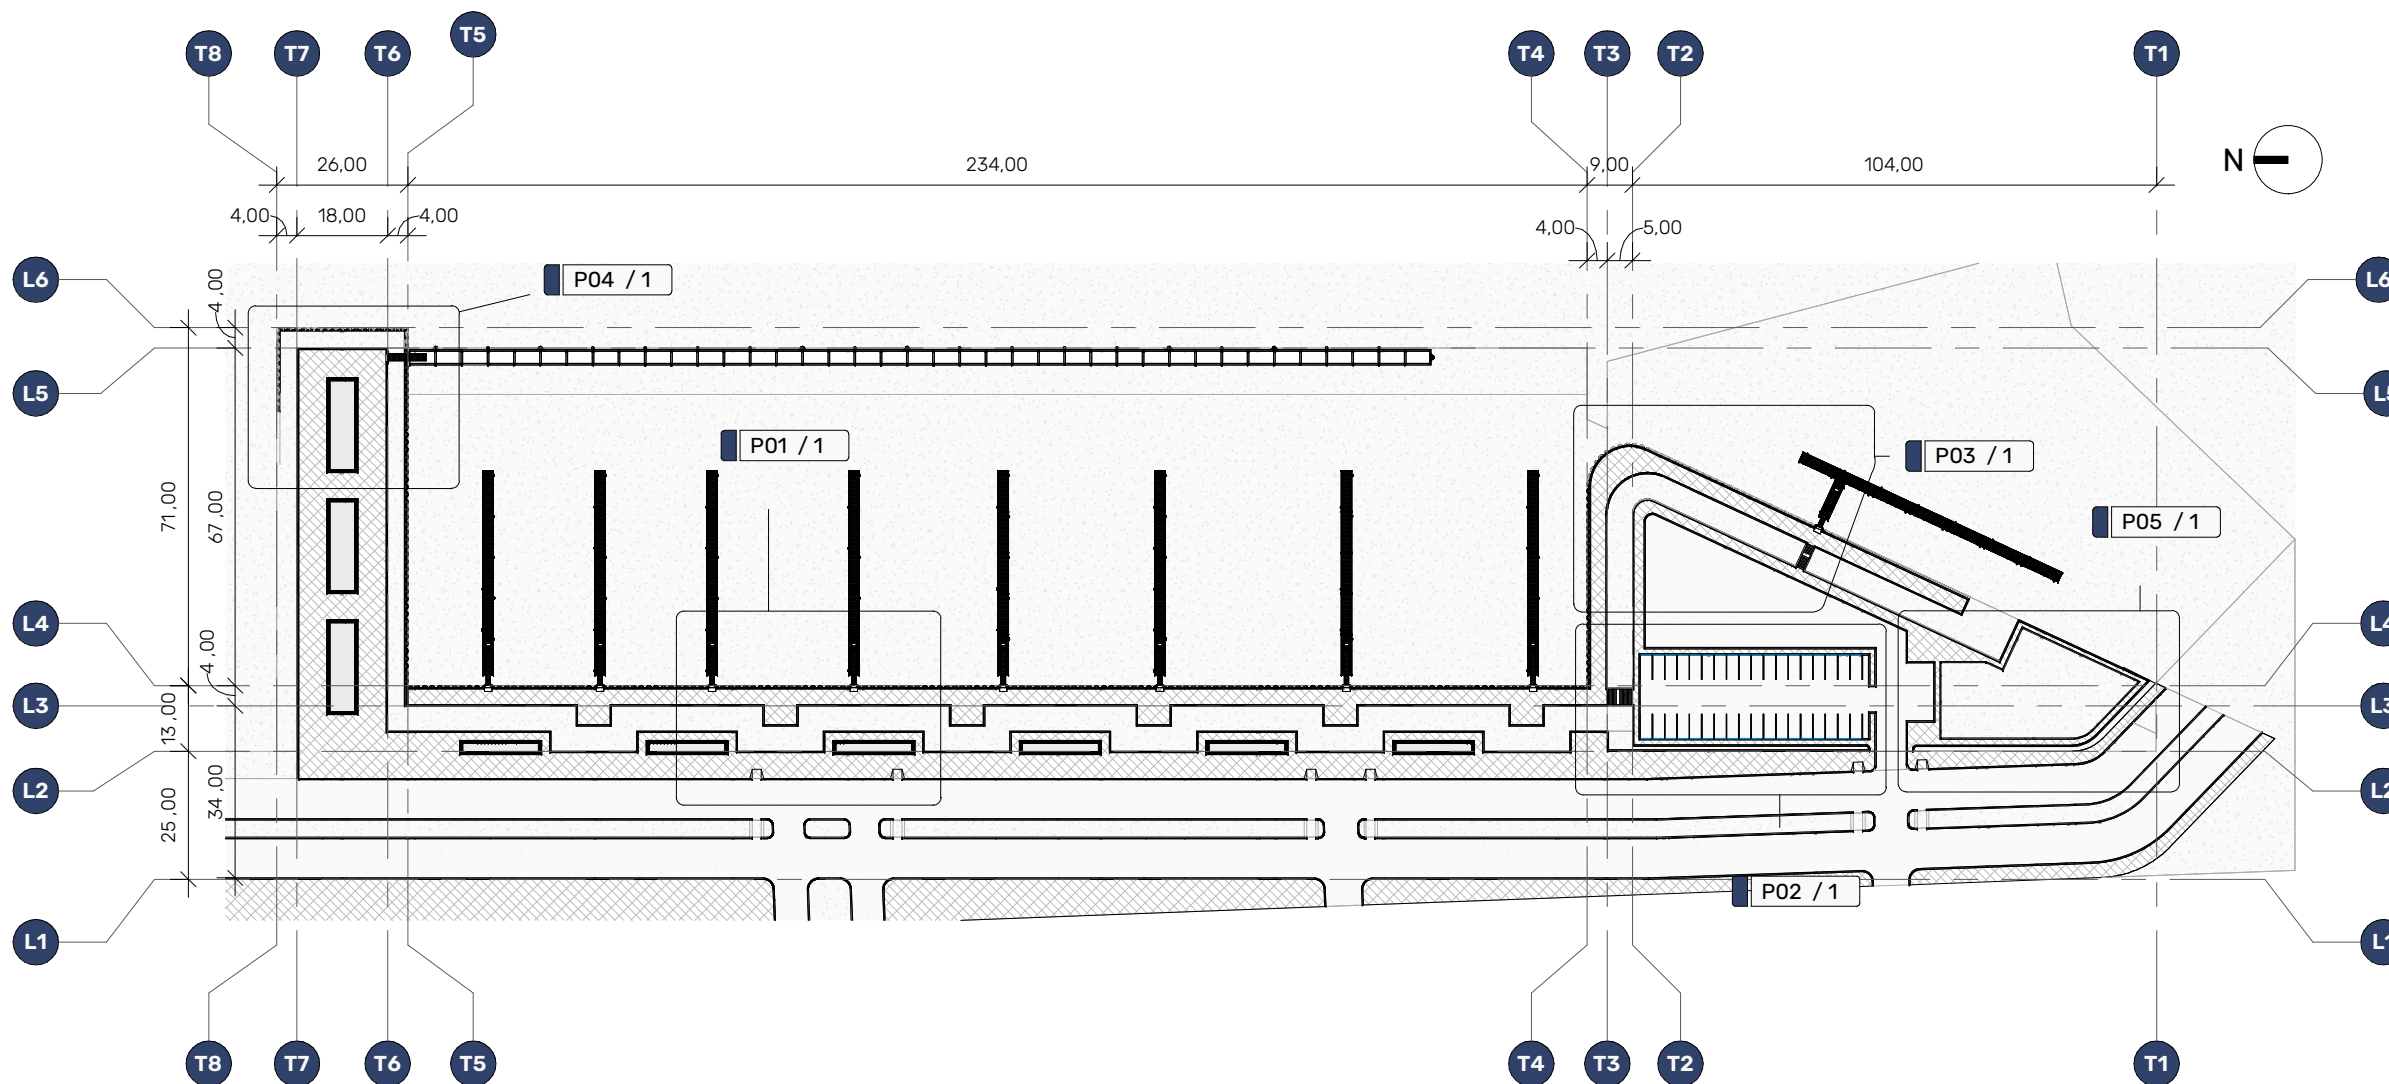 T8 T7 T6 T5 T4 T3 T2 T1
26,00 234,00 9,00 104,00
N
4,00 18,00 4,00 4,00 5,00
L6 L6
4,00
P04 / 1
L5 L5
P01 / 1
P03 / 1
71,00 67,00
P05 / 1
L4 L4
4,00
L3 L3
13,00
L2 L2
25,00 34,00
P02 / 1
L1 L1
T8 T7 T6 T5 T4 T3 T2 T1